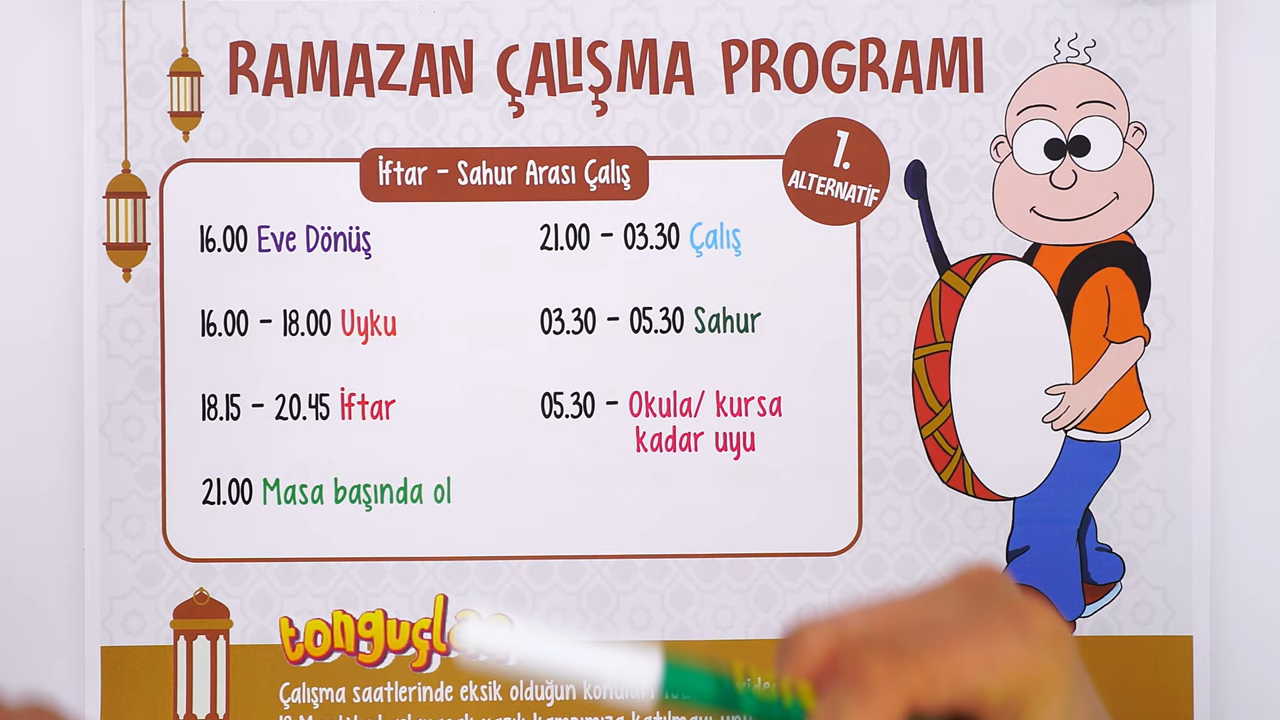 RAMAZAN ÇALIŞMA PROGRAMI
İftar - Sahur Arası Çalış
1.
ALTERNATİF
16.00 Eve Dönüş
16.00 - 18.00 Uyku
18.15 - 20.45 İftar
21.00 Masa başında ol
21.00 - 03.30 Çalış
03.30 - 05.30 Sahur
05.30 - Okula/ kursa
kadar uyu
Çalışma saatlerinde eksik olduğun